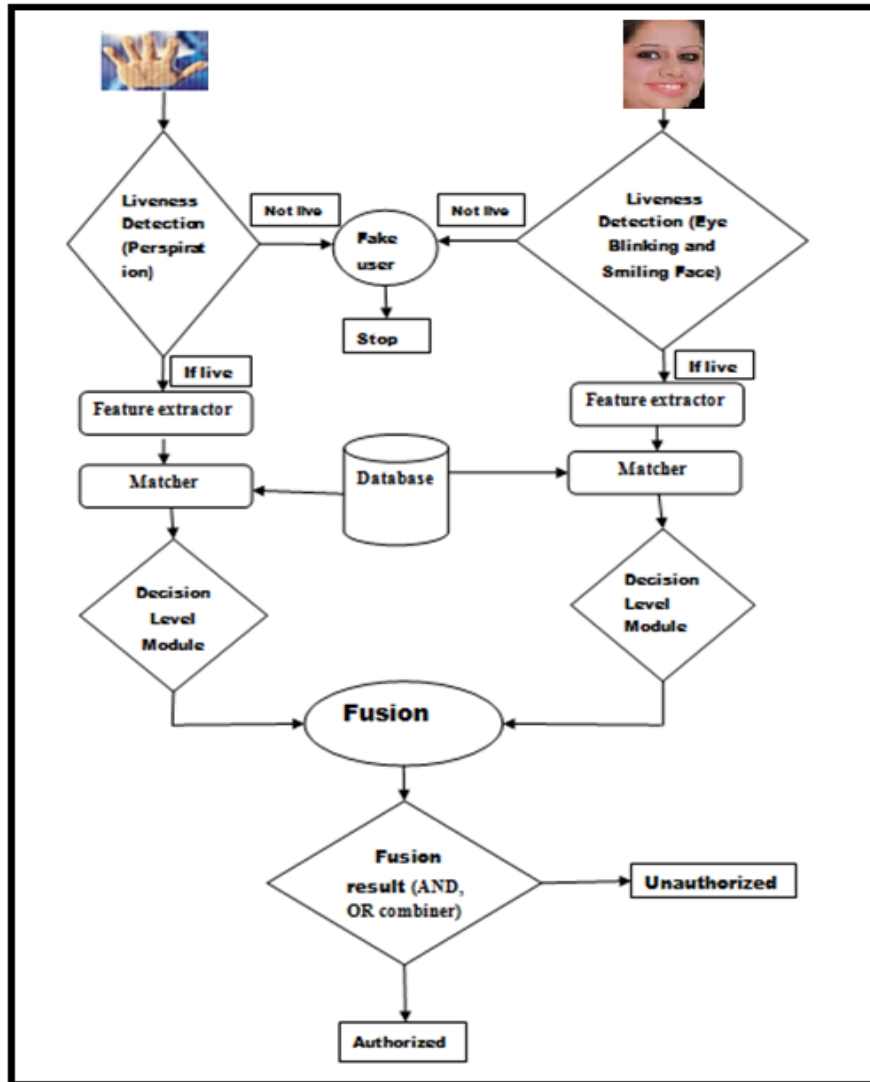 Liveness
Detection
(Perspirat
ion)
Not live
Fake
user
Not live
Liveness
Detection (Eye
Blinking and
Smiling Face)
Stop
If live
If live
Feature extractor
Feature extractor
Matcher
Database
Matcher
Decision
Level
Module
Decision
Level
Module
Fusion
Fusion
result (AND,
OR combiner)
Unauthorized
Authorized